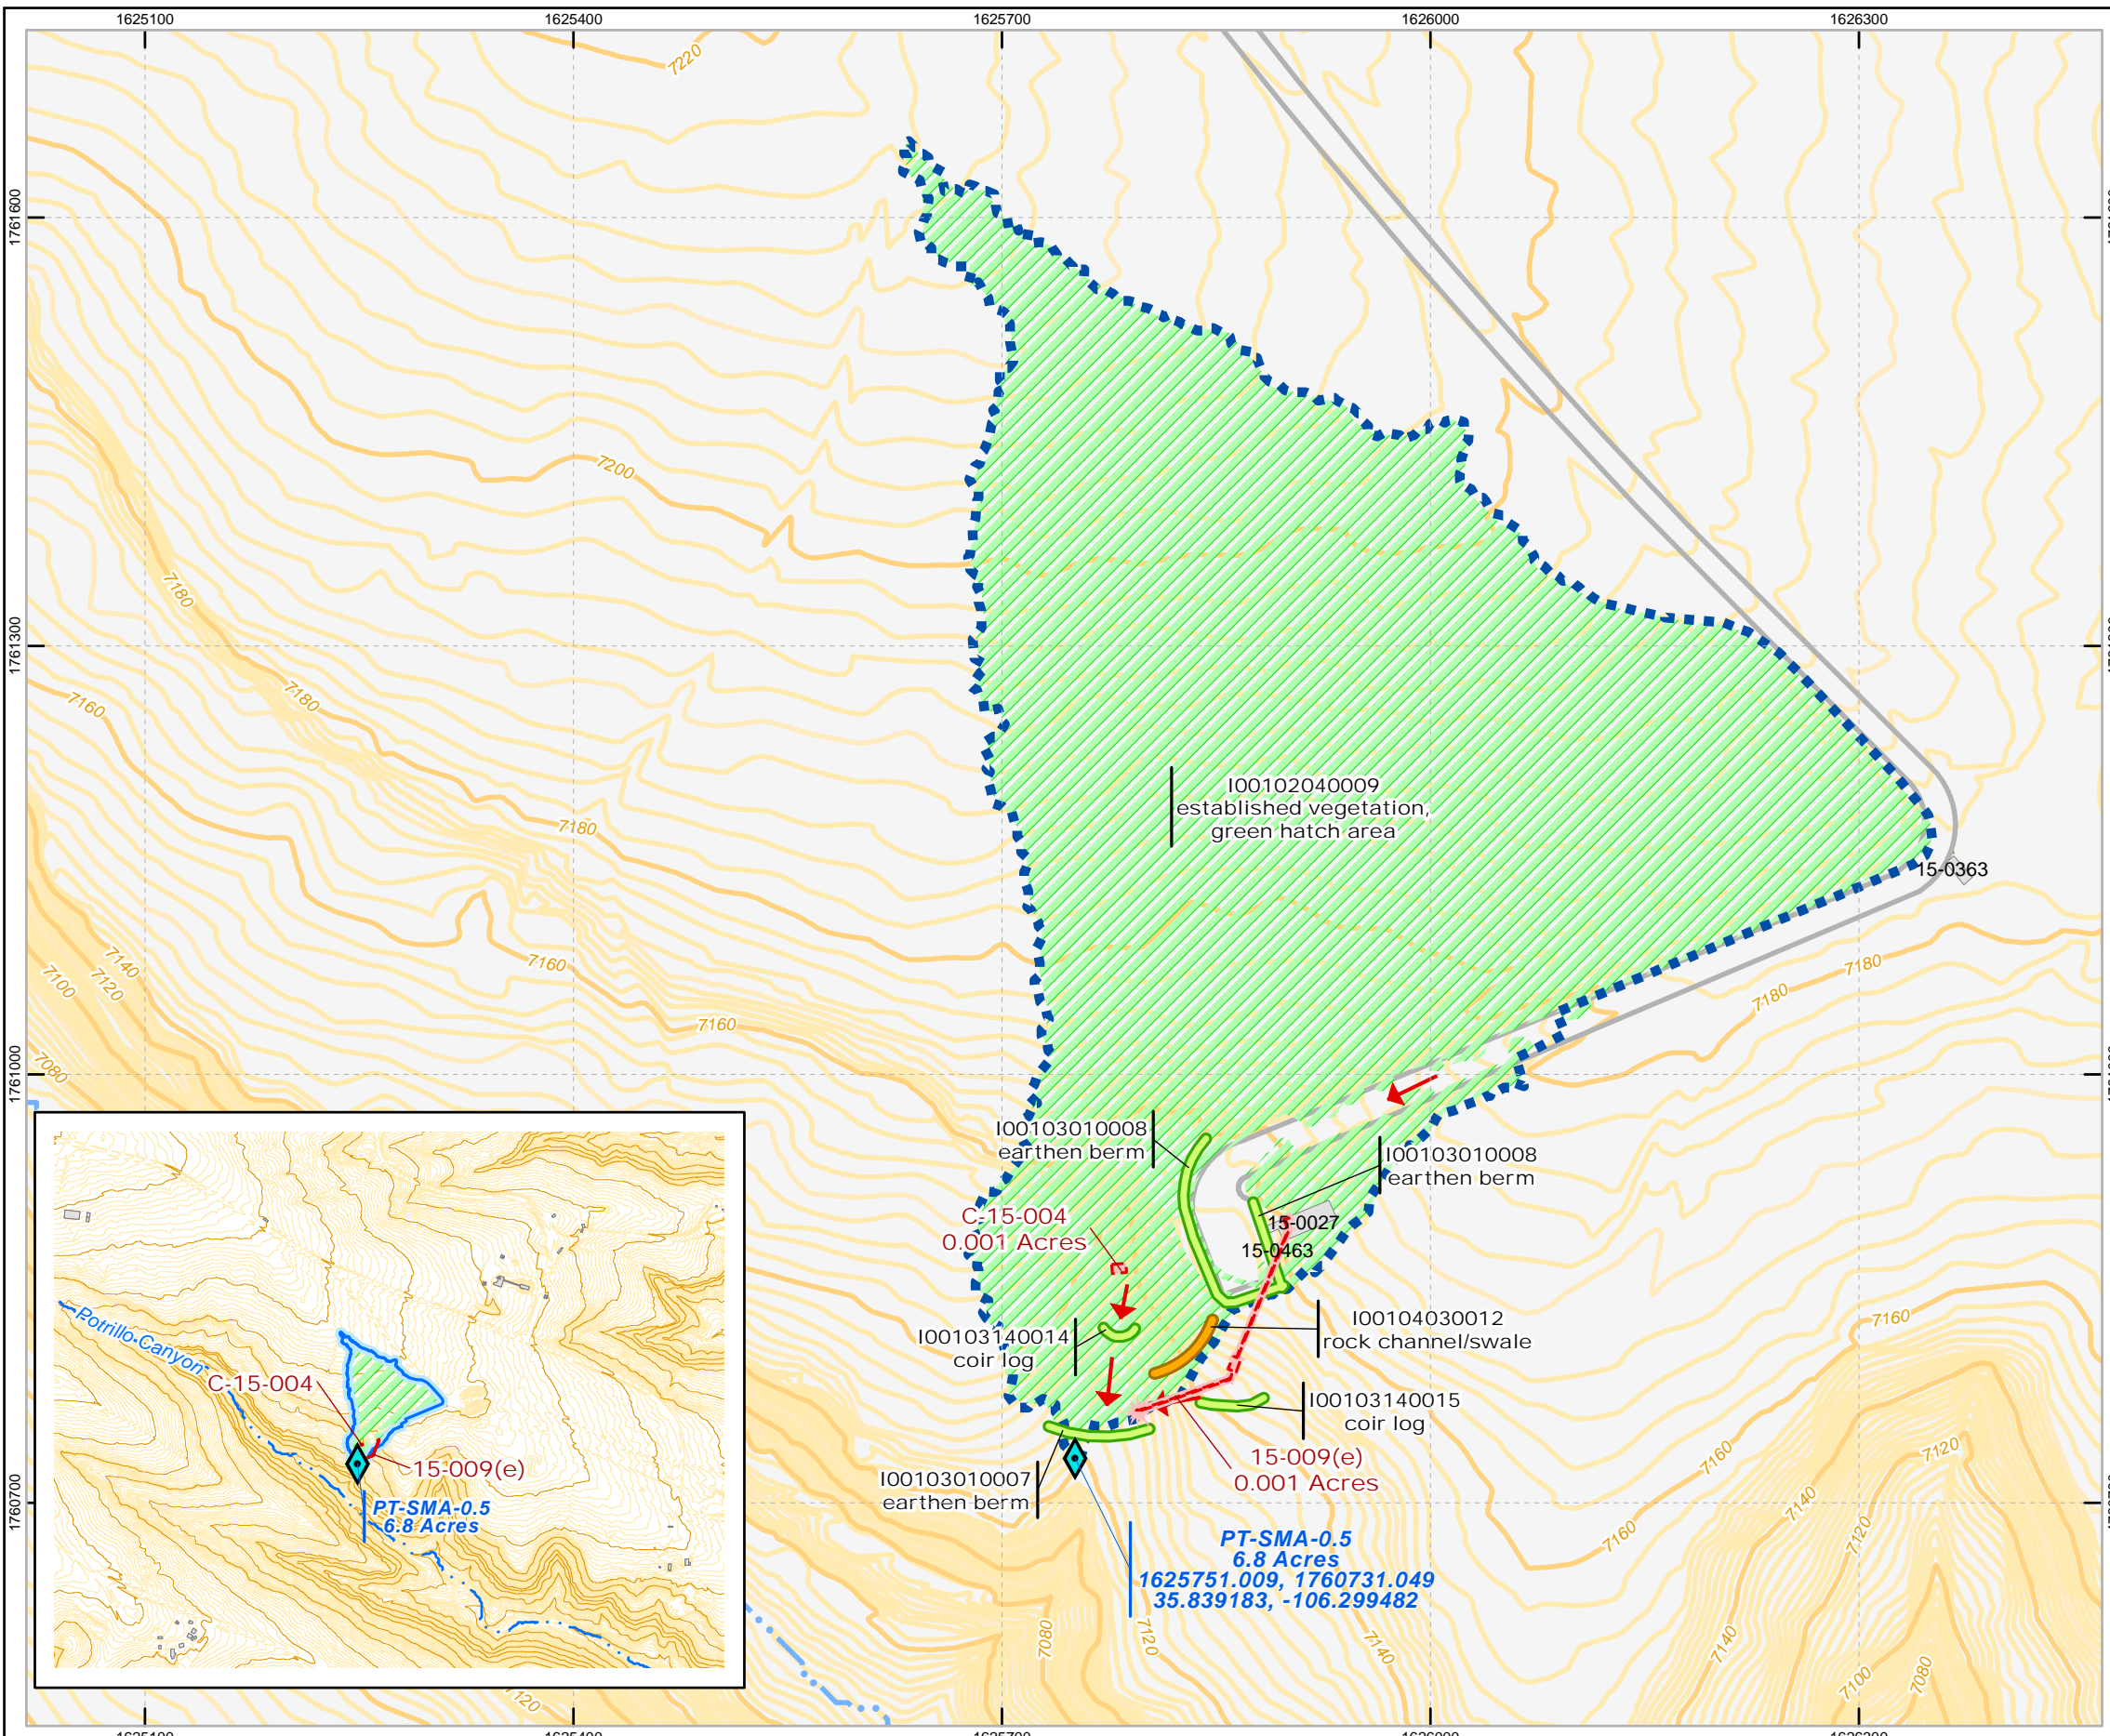 1625100
1625400
1625700
1626000
1626300
7220
1761600
7200
7180
1761300
7180
7160
7180
I00102040009
established vegetation,
green hatch area
15-0363
7160
7140
7120
7100
7180
7180
7160
7080
1761000
I00103010008
earthen berm
I00103010008
earthen berm
C-15-004
0.001 Acres
15-0027
15-0463
I00104030012
rock channel/swale
7160
I00103140014
coir log
I00103140015
coir log
15-009(e)
0.001 Acres
I00103010007
earthen berm
7160
7120
7140
7160
7120
1760700
PT-SMA-0.5
6.8 Acres
1625751.009, 1760731.049
35.839183, -106.299482
7080
7120
7140
7140
7100
7080
7120
Potrillo Canyon
C-15-004
15-009(e)
PT-SMA-0.5
6.8 Acres